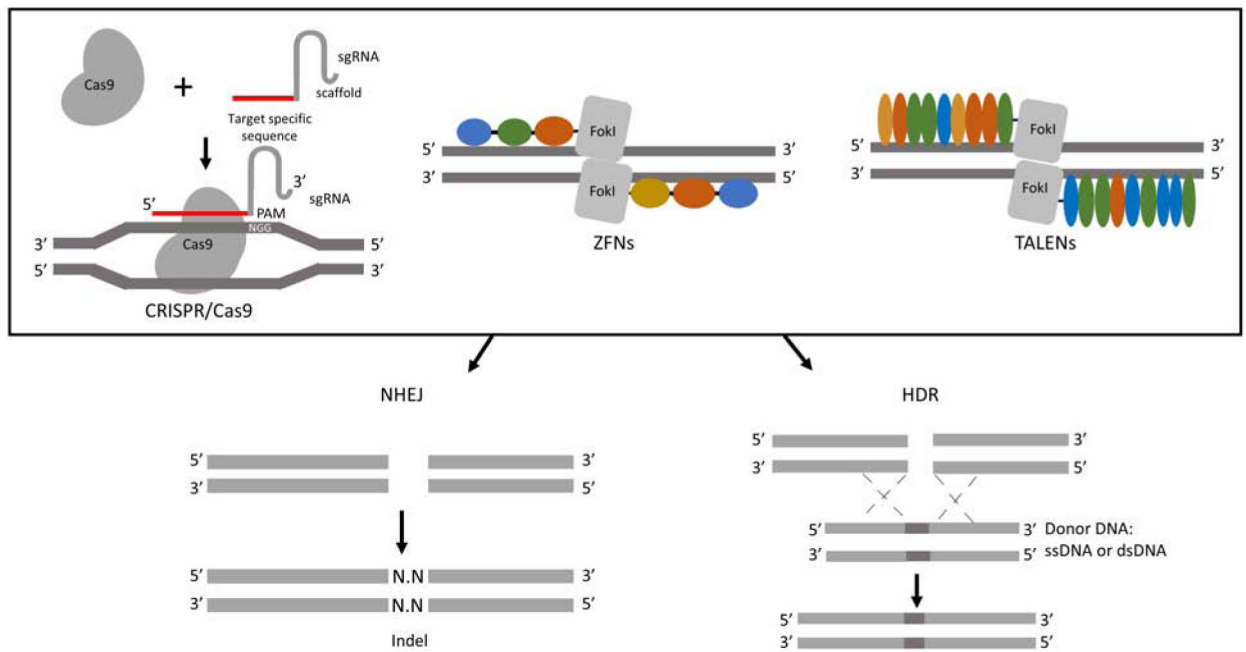 Cas9
+
sgRNA
scaffold
Target specific
sequence
5′
3′
sgRNA
PAM
NGG
Cas9
3′
5′
5′
3′
CRISPR/Cas9
FokI
5′
3′
3′
5′
FokI
ZFNs
FokI
5′
3′
3′
5′
FokI
TALENs
NHEJ
5′
3′
3′
5′
5′
N.N
3′
3′
N.N
5′
Indel
HDR
5′
3′
3′
5′
5′
3′
Donor DNA:
3′
5′
ssDNA or dsDNA
5′
3′
3′
5′